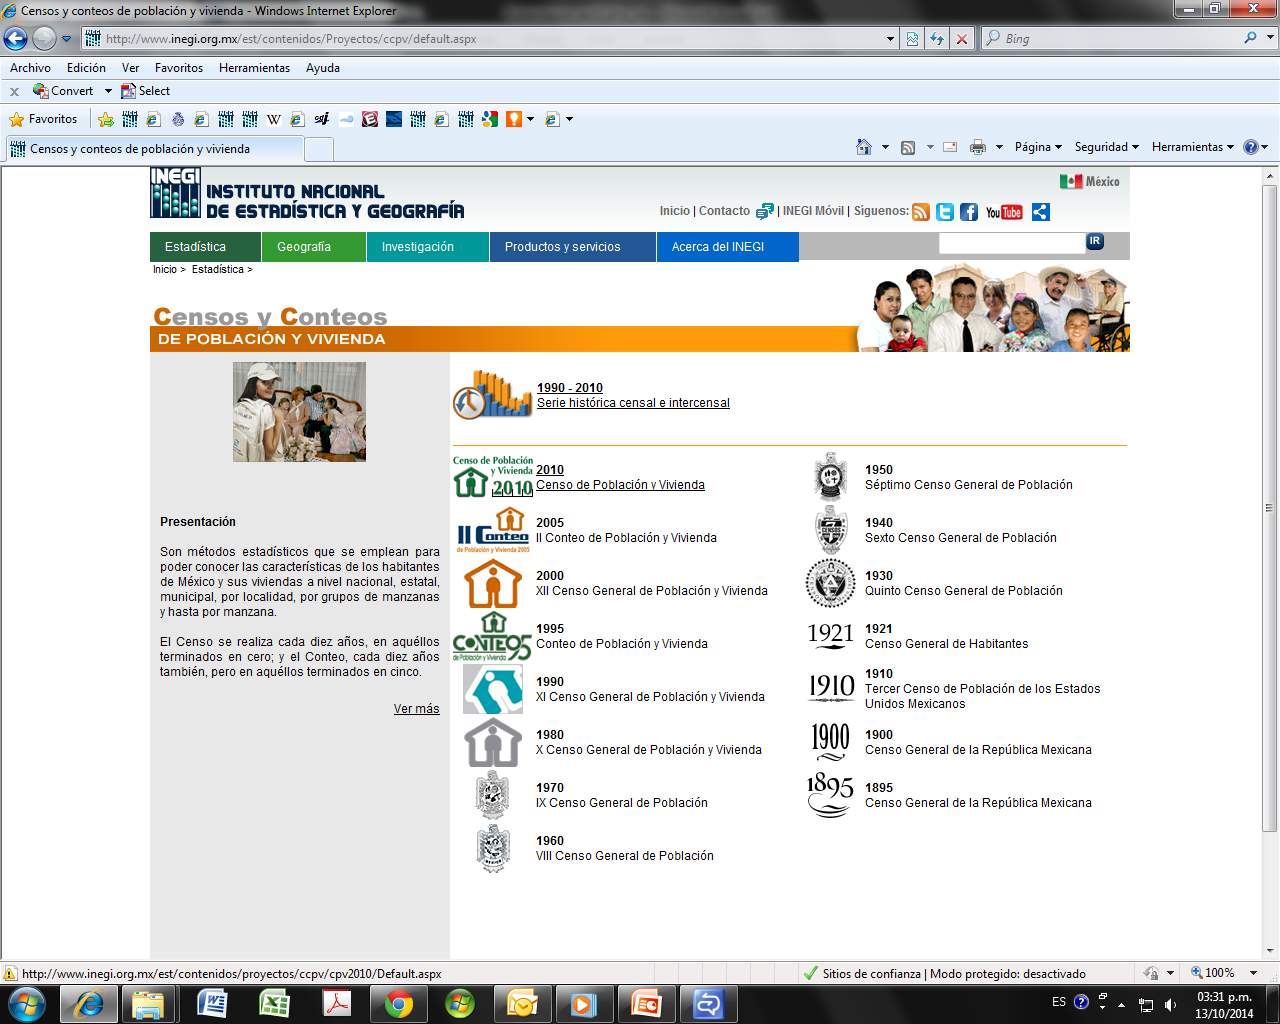 Censos y conteos de población y vivienda - Windows Internet Explorer
http://www.inegi.org.mx/est/contenidos/Proyectos/ccpv/default.aspx
Bing
Archivo Edición Ver Favoritos Herramientas Ayuda
x Convert Select
Favoritos
Censos y conteos de población y vivienda
Página Seguridad Herramientas
INEGI
INSTITUTO NACIONAL
DE ESTADÍSTICA Y GEOGRAFÍA
México
Inicio | Contacto | INEGI Móvil | Síguenos: You Tube
Estadística Geografía Investigación Productos y servicios Acerca del INEGI IR
Inicio > Estadística >
Censos y Conteos
DE POBLACIÓN Y VIVIENDA
Presentación
Son métodos estadísticos que se emplean para
poder conocer las características de los habitantes
de México y sus viviendas a nivel nacional, estatal,
municipal, por localidad, por grupos de manzanas
y hasta por manzana.
El Censo se realiza cada diez años, en aquéllos
terminados en cero; y el Conteo, cada diez años
también, pero en aquéllos terminados en cinco.
Ver más
1990 - 2010
Serie histórica censal e intercensal
Censo de Población
y Vivienda
2010
2010
Censo de Población y Vivienda
II Conteo
de Población y Vivienda 2005
2005
II Conteo de Población y Vivienda
2000
XII Censo General de Población y Vivienda
CONTEO95
de Población y Vivienda
1995
Conteo de Población y Vivienda
1990
XI Censo General de Población y Vivienda
1980
X Censo General de Población y Vivienda
1970
IX Censo General de Población
1960
VIII Censo General de Población
1950
Séptimo Censo General de Población
CENSOS
1940
Sexto Censo General de Población
1930
Quinto Censo General de Población
1921
1921
Censo General de Habitantes
1910
1910
Tercer Censo de Población de los Estados
Unidos Mexicanos
1900
1900
Censo General de la República Mexicana
1895
1895
Censo General de la República Mexicana
http://www.inegi.org.mx/est/contenidos/proyectos/ccpv/cpv2010/Default.aspx
Sitios de confianza | Modo protegido: desactivado
100%
ES
03:31 p.m.
13/10/2014